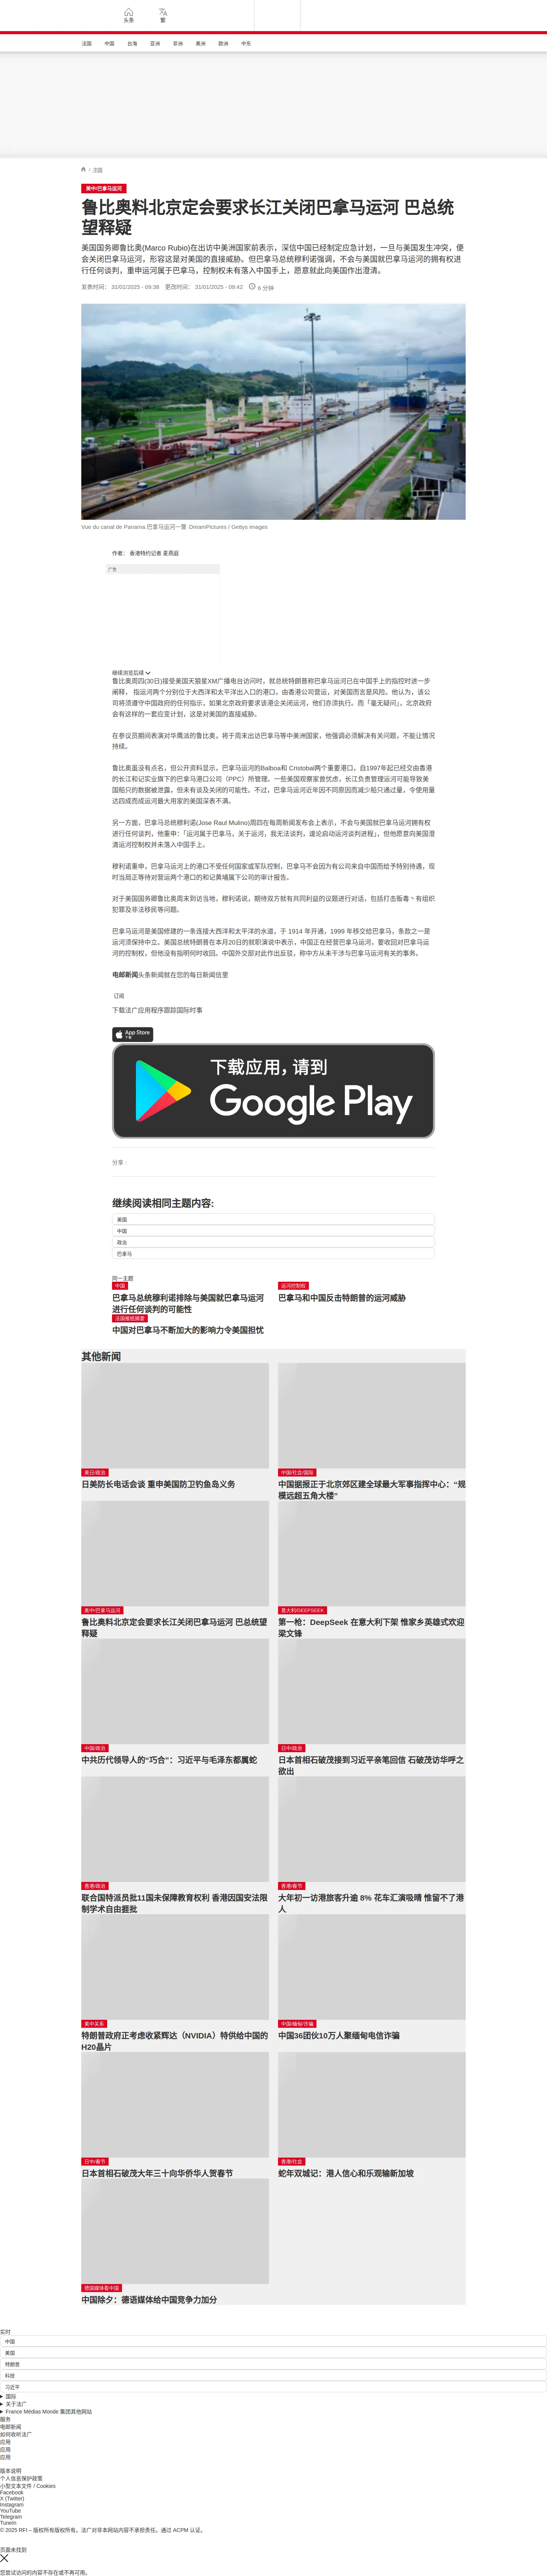 头条
繁
法国
中国
台海
亚洲
非洲
美洲
欧洲
中东
/ 法国
美中/巴拿马运河
鲁比奥料北京定会要求长江关闭巴拿马运河 巴总统
望释疑
美国国务卿鲁比奥(Marco Rubio)在出访中美洲国家前表示，深信中国已经制定应急计划，一旦与美国发生冲突，便
会关闭巴拿马运河，形容这是对美国的直接威胁。但巴拿马总统穆利诺强调，不会与美国就巴拿马运河的拥有权进
行任何谈判，重申运河属于巴拿马，控制权未有落入中国手上，愿意就此向美国作出澄清。
发表时间： 31/01/2025 - 09:38 更改时间： 31/01/2025 - 09:42 6 分钟
Vue du canal de Panama 巴拿马运河一瞥 DreamPictures / Gettys images
作者： 香港特约记者 麦燕庭
广告
继续浏览后续
鲁比奥周四(30日)接受美国天狼星XM广播电台访问时，就总统特朗普称巴拿马运河已在中国手上的指控时进一步
阐释， 指运河两个分别位于大西洋和太平洋出入口的港口，由香港公司营运，对美国而言是风险。他认为，该公
司将须遵守中国政府的任何指示，如果北京政府要求该港企关闭运河，他们亦须执行。而「毫无疑问」，北京政府
会有这样的一套应变计划，这是对美国的直接威胁。
在参议员期间表演对华鹰派的鲁比奥，将于周末出访巴拿马等中美洲国家，他强调必须解决有关问题，不能让情况
持续。
鲁比奥虽没有点名，但公开资料显示，巴拿马运河的Balboa和 Cristobal两个重要港口，自1997年起已经交由香港
的长江和记实业旗下的巴拿马港口公司（PPC）所管理。一些美国观察家曾忧虑，长江负责管理运河可能导致美
国船只的数据被泄露，但未有谈及关闭的可能性。不过，巴拿马运河近年因不同原因而减少船只通过量，令使用量
达四成而成运河最大用家的美国深表不满。
另一方面，巴拿马总统穆利诺(Jose Raul Mulino)周四在每周新闻发布会上表示，不会与美国就巴拿马运河拥有权
进行任何谈判，他重申：「运河属于巴拿马，关于运河，我无法谈判，遑论启动运河谈判进程」，但他愿意向美国澄
清运河控制权并未落入中国手上。
穆利诺重申，巴拿马运河上的港口不受任何国家或军队控制，巴拿马不会因为有公司来自中国而给予特别待遇，现
时当局正等待对营运两个港口的和记黄埔属下公司的审计报告。
对于美国国务卿鲁比奥周末到访当地，穆利诺说，期待双方就有共同利益的议题进行对话，包括打击贩毒丶有组织
犯罪及非法移民等问题。
巴拿马运河是美国修建的一条连接大西洋和太平洋的水道，于 1914 年开通，1999 年移交给巴拿马，条款之一是
运河须保持中立。美国总统特朗普在本月20日的就职演说中表示，中国正在经营巴拿马运河，要收回对巴拿马运
河的控制权，但他没有指明何时收回。中国外交部对此作出反驳，称中方从未干涉与巴拿马运河有关的事务。
电邮新闻头条新闻就在您的每日新闻信里
订阅
下载法广应用程序跟踪国际时事
App Store
下载
下载应用，请到
Google Play
分享 :
继续阅读相同主题内容:
美国
中国
政治
巴拿马
同一主题
中国
巴拿马总统穆利诺排除与美国就巴拿马运河
进行任何谈判的可能性
运河控制权
巴拿马和中国反击特朗普的运河威胁
法国报纸摘要
中国对巴拿马不断加大的影响力令美国担忧
其他新闻
美日/政治
日美防长电话会谈 重申美国防卫钓鱼岛义务
中国/社会/国际
中国据报正于北京郊区建全球最大军事指挥中心：“规
模远超五角大楼”
美中/巴拿马运河
鲁比奥料北京定会要求长江关闭巴拿马运河 巴总统望
释疑
意大利/DEEPSEEK
第一枪：DeepSeek 在意大利下架 惟家乡英雄式欢迎
梁文锋
中国/政治
中共历代领导人的“巧合”：习近平与毛泽东都属蛇
日中/政治
日本首相石破茂接到习近平亲笔回信 石破茂访华呼之
欲出
香港/政治
联合国特派员批11国未保障教育权利 香港因国安法限
制学术自由捱批
香港/春节
大年初一访港旅客升逾 8% 花车汇演吸晴 惟留不了港
人
美中关系
特朗普政府正考虑收紧辉达（NVIDIA）特供给中国的
H20晶片
中国/缅甸/诈骗
中国36团伙10万人聚缅甸电信诈骗
日中/春节
日本首相石破茂大年三十向华侨华人贺春节
香港/社会
蛇年双城记：港人信心和乐观输新加坡
德国媒体看中国
中国除夕：德语媒体给中国竞争力加分
实时
中国
美国
特朗普
科技
习近平
国际
关于法广
France Médias Monde 集团其他网站
服务
电邮新闻
如何收听法广
应用
应用
应用
版本说明
个人信息保护政策
小型文本文件 / Cookies
Facebook
X (Twitter)
Instagram
YouTube
Telegram
TuneIn
© 2025 RFI – 版权所有版权所有。法广对非本网站内容不承担责任。通过 ACPM 认证。
页面未找到
您尝试访问的内容不存在或不再可用。